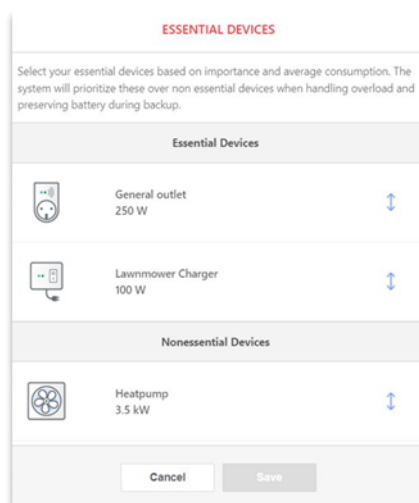 ESSENTIAL DEVICES
Select your essential devices based on importance and average consumption. The
system will prioritize these over non essential devices when handling overload and
preserving battery during backup.
Essential Devices
General outlet
250 W
Lawnmower Charger
100 W
Nonessential Devices
Heatpump
3.5 kW
Cancel
Save